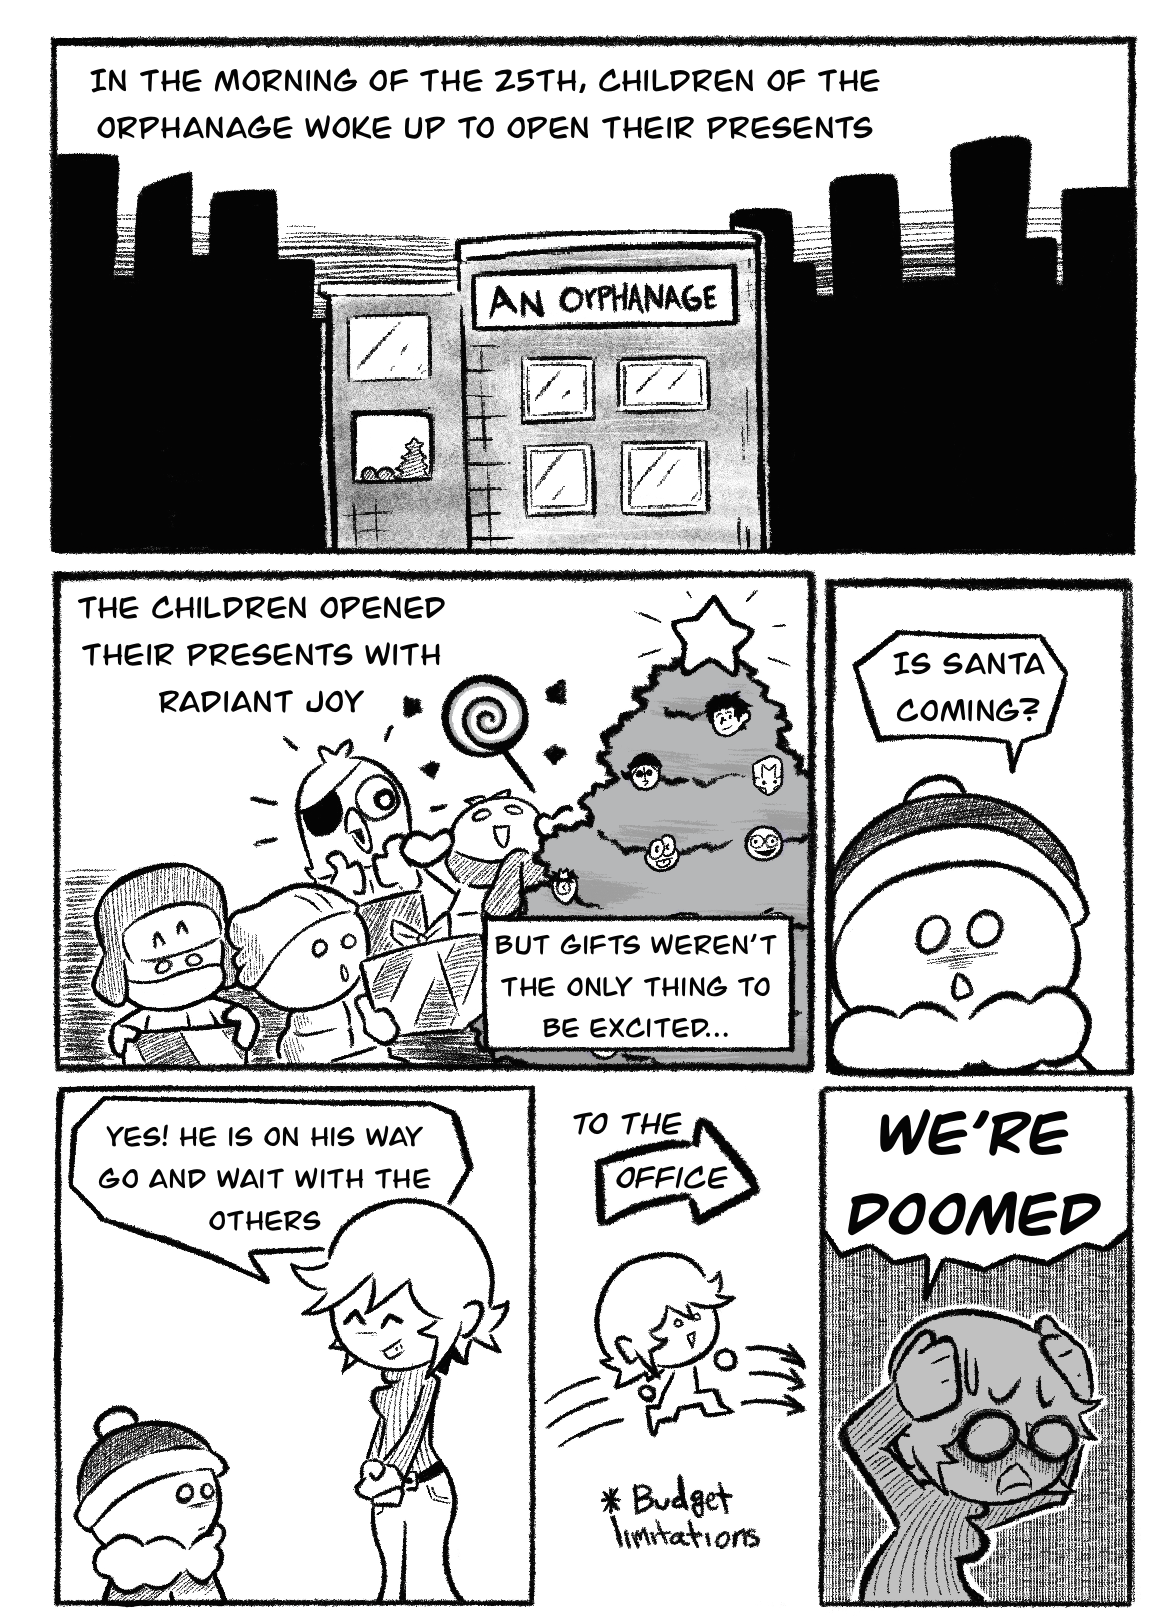 IN THE MORNING OF THE 25TH, CHILDREN OF THE
ORPHANAGE WOKE UP TO OPEN THEIR PRESENTS
AN ORPHANAGE
THE CHILDREN OPENED
THEIR PRESENTS WITH
RADIANT JOY
BUT GIFTS WEREN'T
THE ONLY THING TO
BE EXCITED...
IS SANTA
COMING?
YES! HE IS ON HIS WAY
GO AND WAIT WITH THE
OTHERS
TO THE
OFFICE
* Budget
limitations
WE'RE
DOOMED